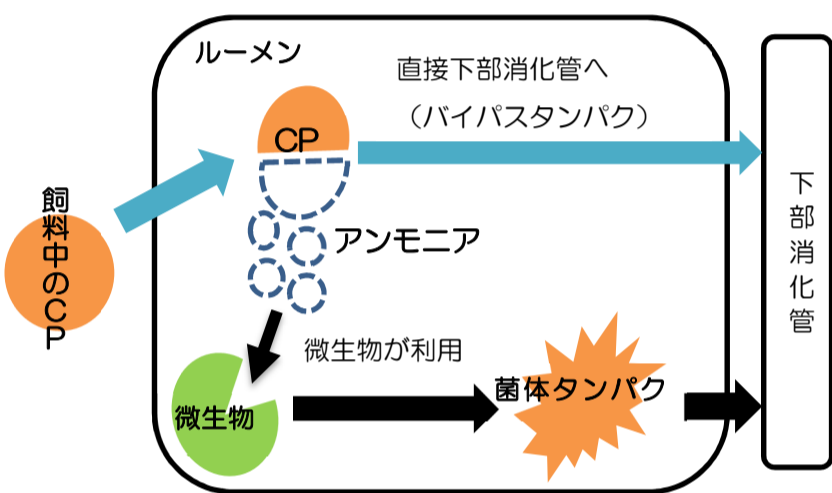 ルーメン
直接下部消化管へ
（バイパスタンパク）
CP
飼料中のCP
アンモニア
下部消化管
微生物が利用
菌体タンパク
微生物